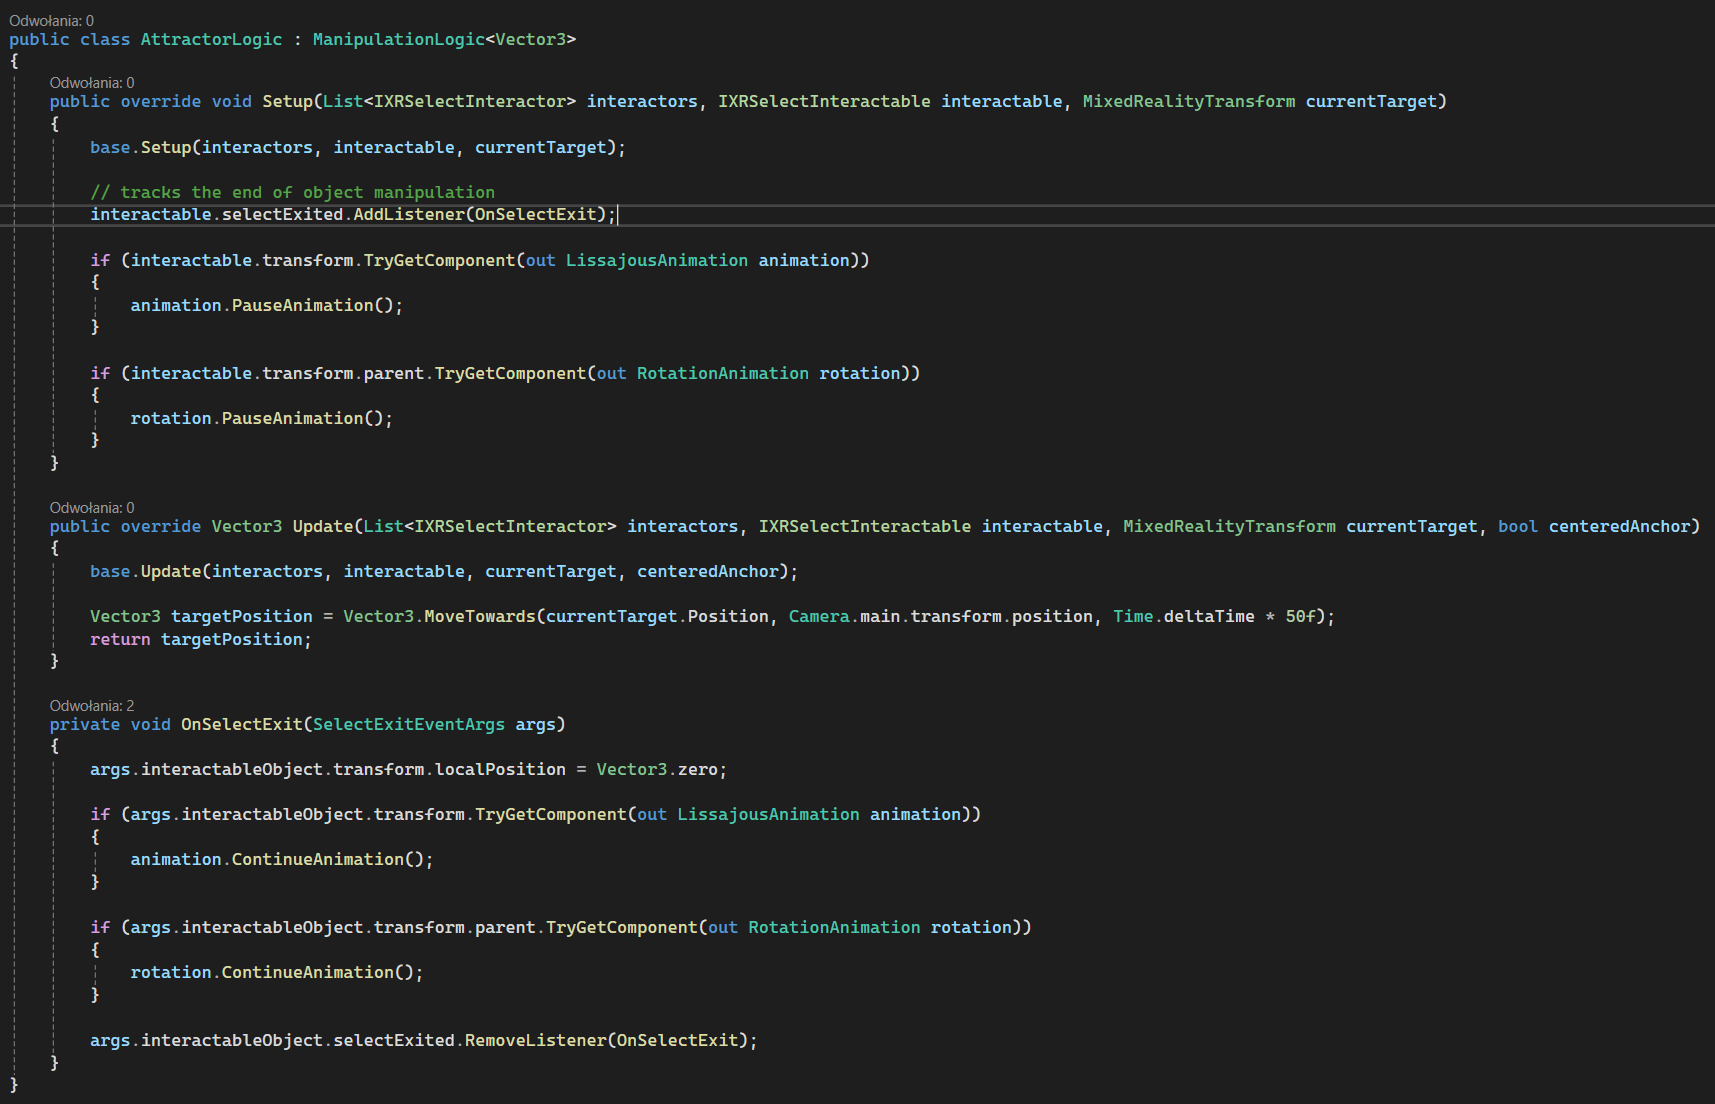 Odwołania: 0
public class AttractorLogic : ManipulationLogic<Vector3>
{
Odwołania: 0
public override void Setup(List<IXRSelectInteractor> interactors, IXRSelectInteractable interactable, MixedRealityTransform currentTarget)
{
base.Setup(interactors, interactable, currentTarget);
// tracks the end of object manipulation
interactable.selectExited.AddListener(OnSelectExit);
if (interactable.transform.TryGetComponent(out LissajousAnimation animation))
{
animation.PauseAnimation();
}
if (interactable.transform.parent.TryGetComponent(out RotationAnimation rotation))
{
rotation.PauseAnimation();
}
}
Odwołania: 0
public override Vector3 Update(List<IXRSelectInteractor> interactors, IXRSelectInteractable interactable, MixedRealityTransform currentTarget, bool centeredAnchor)
{
base.Update(interactors, interactable, currentTarget, centeredAnchor);
Vector3 targetPosition = Vector3.MoveTowards(currentTarget.Position, Camera.main.transform.position, Time.deltaTime * 50f);
return targetPosition;
}
Odwołania: 2
private void OnSelectExit(SelectExitEventArgs args)
{
args.interactableObject.transform.localPosition = Vector3.zero;
if (args.interactableObject.transform.TryGetComponent(out LissajousAnimation animation))
{
animation.ContinueAnimation();
}
if (args.interactableObject.transform.parent.TryGetComponent(out RotationAnimation rotation))
{
rotation.ContinueAnimation();
}
args.interactableObject.selectExited.RemoveListener(OnSelectExit);
}
}